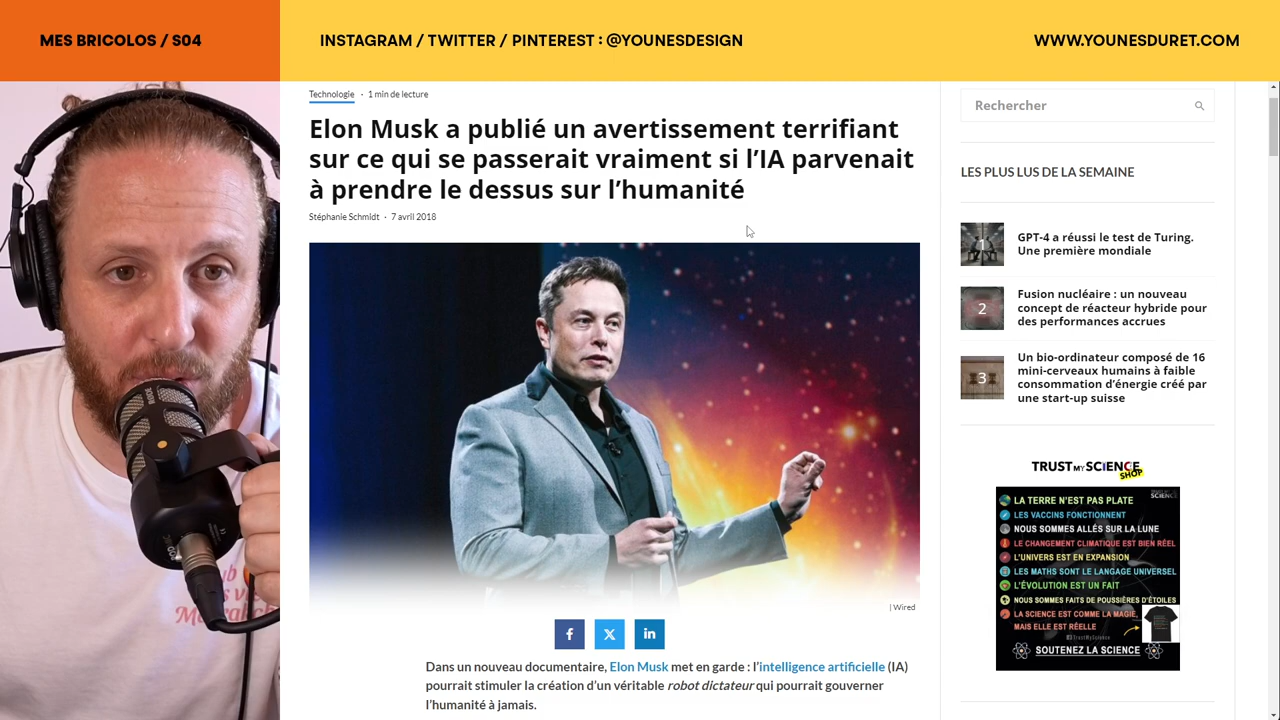 MES BRICOLOS / S04
INSTAGRAM / TWITTER / PINTEREST : @YOUNESDESIGN
WWW.YOUNESDURET.COM
Technologie · 1 min de lecture
Elon Musk a publié un avertissement terrifiant
sur ce qui se passerait vraiment si l’IA parvenait
à prendre le dessus sur l’humanité
Stéphanie Schmidt · 7 avril 2018
| Wired
Dans un nouveau documentaire, Elon Musk met en garde : l’intelligence artificielle (IA)
pourrait stimuler la création d’un véritable robot dictateur qui pourrait gouverner
l’humanité à jamais.
Rechercher
LES PLUS LUS DE LA SEMAINE
1
GPT-4 a réussi le test de Turing.
Une première mondiale
2
Fusion nucléaire : un nouveau
concept de réacteur hybride pour
des performances accrues
3
Un bio-ordinateur composé de 16
mini-cerveaux humains à faible
consommation d’énergie créé par
une start-up suisse
TRUST MY SCIENCE
SHOP
LA TERRE N'EST PAS PLATE
LES VACCINS FONCTIONNENT
NOUS SOMMES ALLÉS SUR LA LUNE
LE CHANGEMENT CLIMATIQUE EST BIEN RÉEL
L'UNIVERS EST EN EXPANSION
LES MATHS SONT LE LANGAGE UNIVERSEL
L'ÉVOLUTION EST UN FAIT
NOUS SOMMES FAITS DE POUSSIÈRES D'ÉTOILES
LA SCIENCE EST COMME LA MAGIE,
MAIS ELLE EST RÉELLE
SOUTENEZ LA SCIENCE
RODE